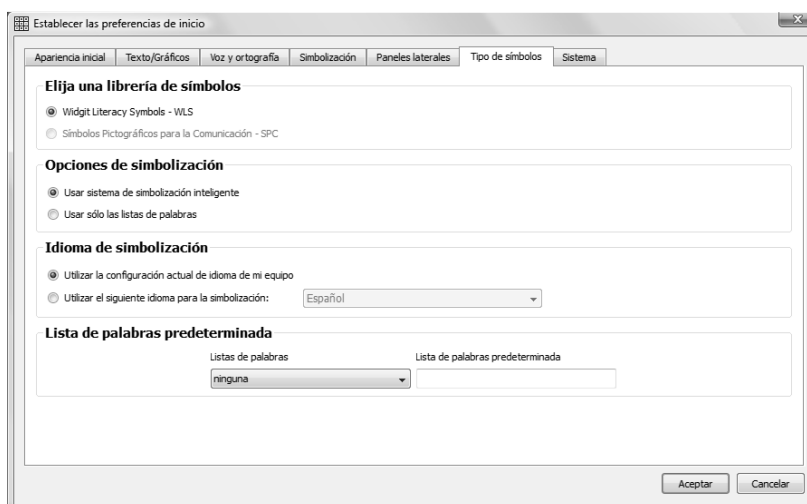 Establecer las preferencias de inicio
Apariencia inicial Texto/Gráficos Voz y ortografía Simbolización Paneles laterales Tipo de símbolos Sistema
Elija una librería de símbolos
Widgit Literacy Symbols - WLS
Símbolos Pictográficos para la Comunicación - SPC
Opciones de simbolización
Usar sistema de simbolización inteligente
Usar sólo las listas de palabras
Idioma de simbolización
Utilizar la configuración actual de idioma de mi equipo
Utilizar el siguiente idioma para la simbolización: Español
Lista de palabras predeterminada
Listas de palabras Lista de palabras predeterminada
ninguna
Aceptar Cancelar